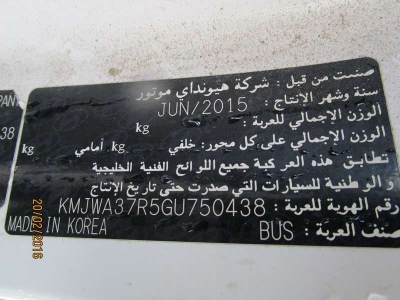 صنعت من قبل : شركة هيونداي موتور
سنة وشهر الإنتاج : JUN/2015
الوزن الإجمالي للعربة : kg
الوزن الإجمالي على كل محور: خلفي kg أمامي kg
تطابق هذه المركبة جميع اللوائح الفنية الخليجية
و الوطنية للسيارات التي صدرت حتى تاريخ الإنتاج
رقم الهوية للعربة : KMJWA37R5GU750438
صنف العربة : BUS MADE IN KOREA
PANY
38
20/02/2016